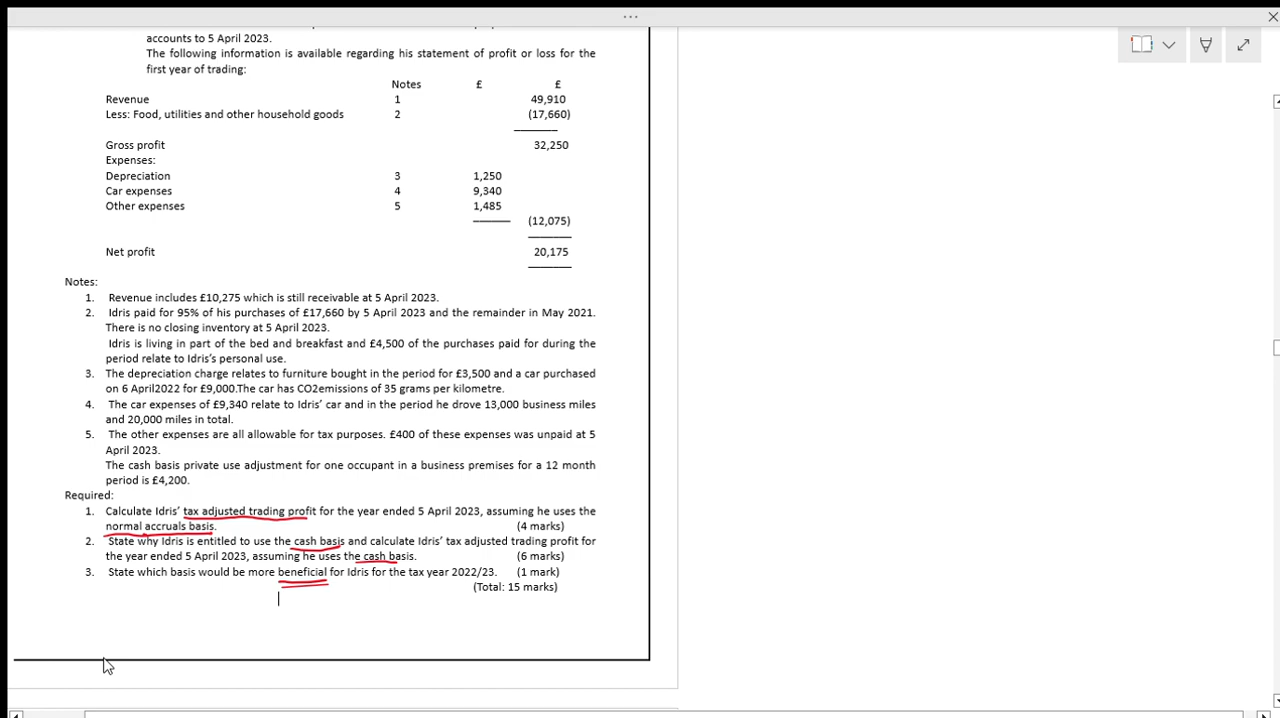 accounts to 5 April 2023.
The following information is available regarding his statement of profit or loss for the
first year of trading:
Notes £ £
Revenue 1 49,910
Less: Food, utilities and other household goods 2 (17,660)
Gross profit 32,250
Expenses:
Depreciation 3 1,250
Car expenses 4 9,340
Other expenses 5 1,485
(12,075)
Net profit 20,175
Notes:
1. Revenue includes £10,275 which is still receivable at 5 April 2023.
2. Idris paid for 95% of his purchases of £17,660 by 5 April 2023 and the remainder in May 2021.
There is no closing inventory at 5 April 2023.
Idris is living in part of the bed and breakfast and £4,500 of the purchases paid for during the
period relate to Idris's personal use.
3. The depreciation charge relates to furniture bought in the period for £3,500 and a car purchased
on 6 April2022 for £9,000.The car has CO2emissions of 35 grams per kilometre.
4. The car expenses of £9,340 relate to Idris' car and in the period he drove 13,000 business miles
and 20,000 miles in total.
5. The other expenses are all allowable for tax purposes. £400 of these expenses was unpaid at 5
April 2023.
The cash basis private use adjustment for one occupant in a business premises for a 12 month
period is £4,200.
Required:
1. Calculate Idris' tax adjusted trading profit for the year ended 5 April 2023, assuming he uses the
normal accruals basis. (4 marks)
2. State why Idris is entitled to use the cash basis and calculate Idris' tax adjusted trading profit for
the year ended 5 April 2023, assuming he uses the cash basis. (6 marks)
3. State which basis would be more beneficial for Idris for the tax year 2022/23. (1 mark)
(Total: 15 marks)